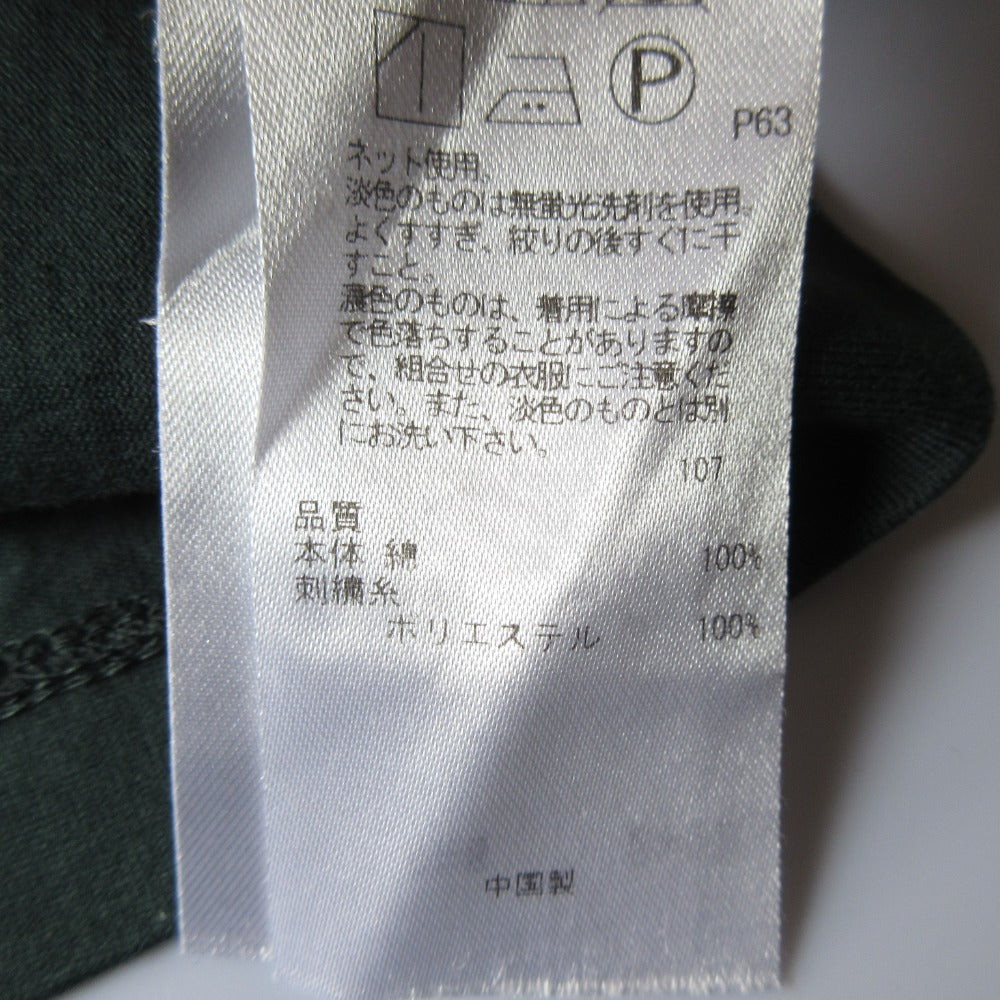 P
P63
ネット使用。
淡色のものは無蛍光洗剤を使用。
よくすすぎ、絞りの後すぐに干
すこと。
濃色のものは、着用による摩擦
で色落ちすることがありますの
で、組合せの衣服にご注意くだ
さい。また、淡色のものとは別
にお洗い下さい。
107
品質
本体 綿 100%
刺繍糸
ポリエステル 100%
中国製